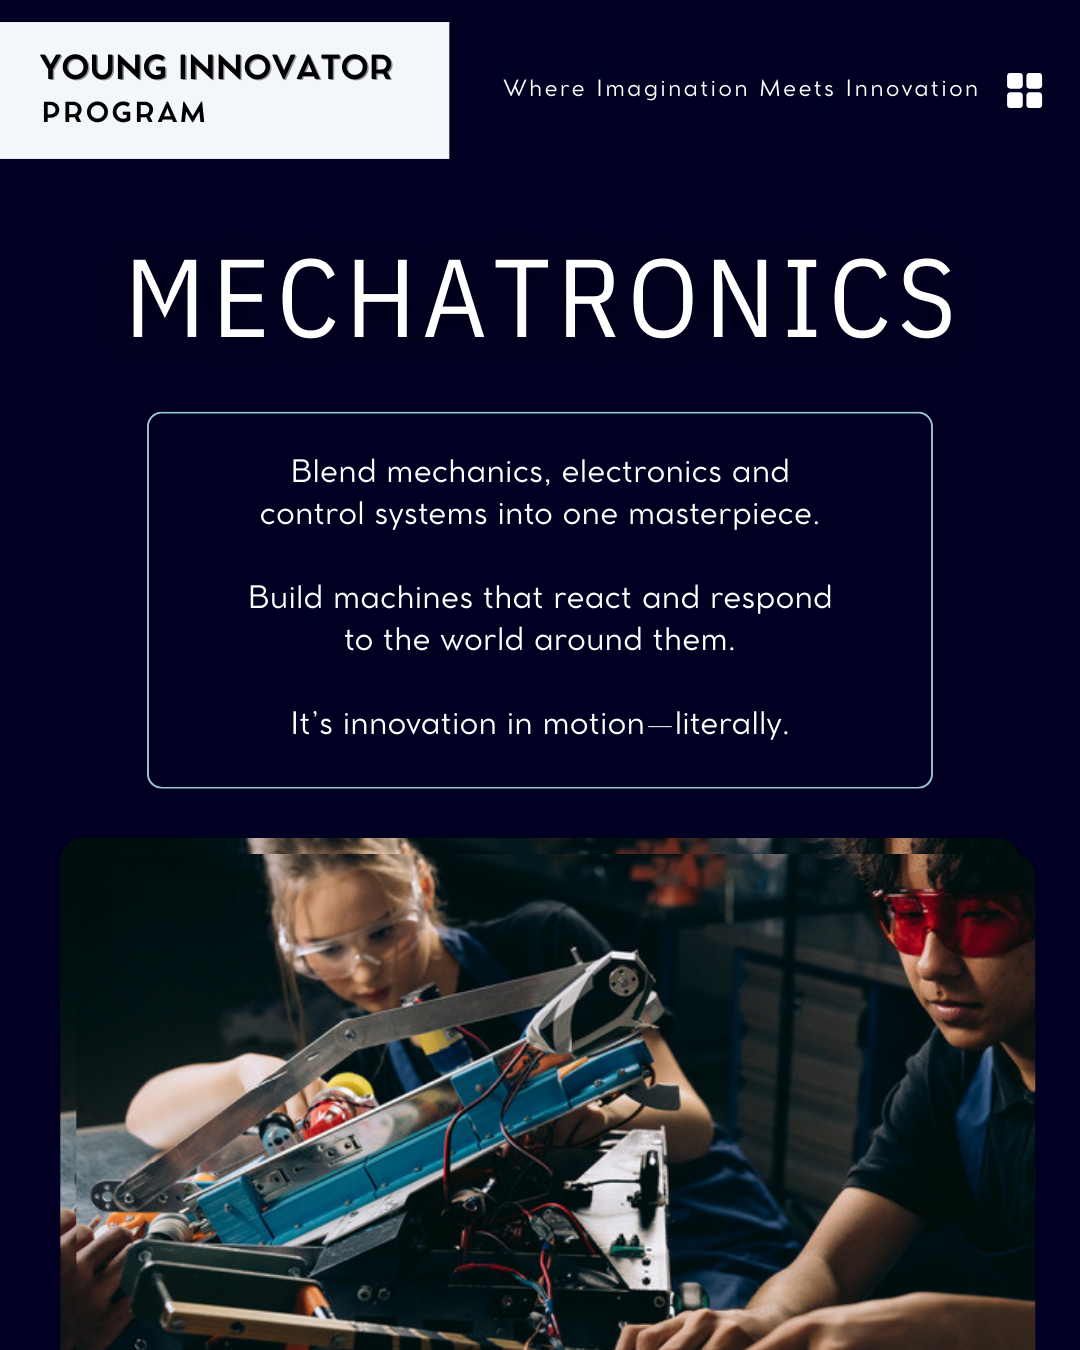 YOUNG INNOVATOR
PROGRAM
Where Imagination Meets Innovation
MECHATRONICS
Blend mechanics, electronics and
control systems into one masterpiece.
Build machines that react and respond
to the world around them.
It’s innovation in motion—literally.